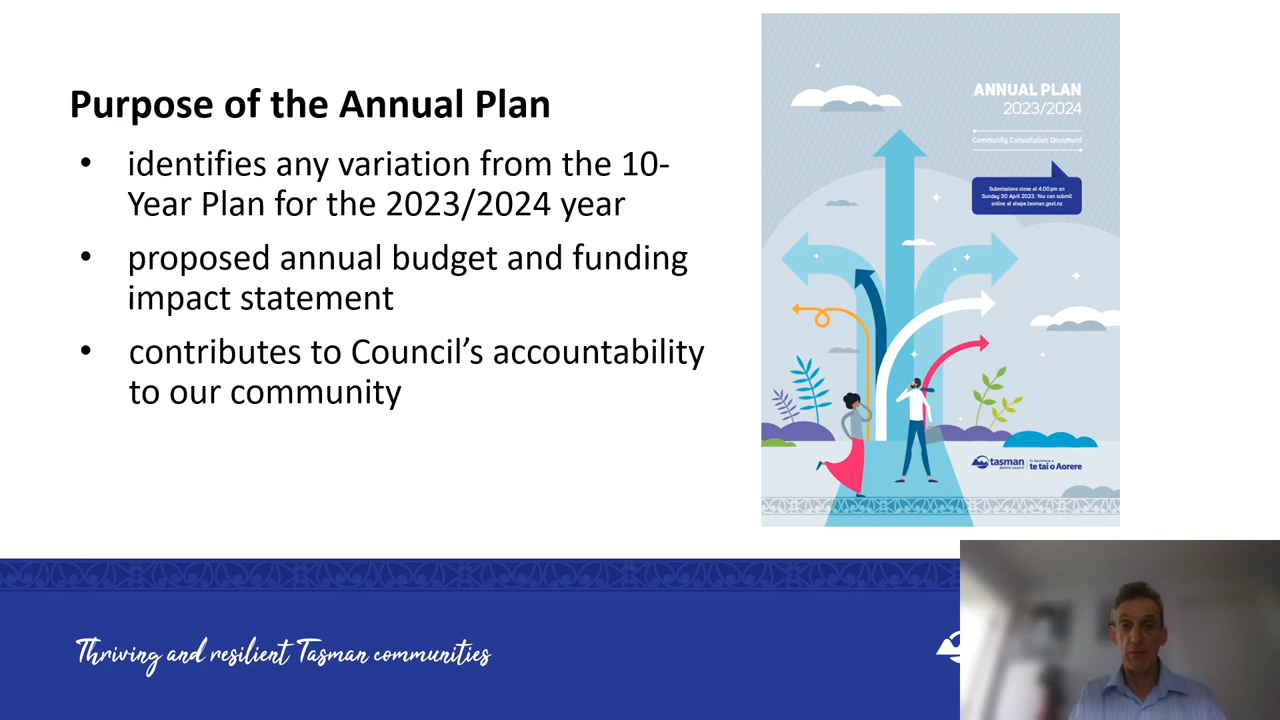 Purpose of the Annual Plan
• identifies any variation from the 10-
Year Plan for the 2023/2024 year
• proposed annual budget and funding
impact statement
• contributes to Council’s accountability
to our community
ANNUAL PLAN
2023/2024
Community Consultation Document
Submissions close at 4.00pm on
Sunday 30 April 2023. You can submit
online at shape.tasman.govt.nz
tasman
district council
te tai o Aorere
Thriving and resilient Tasman communities